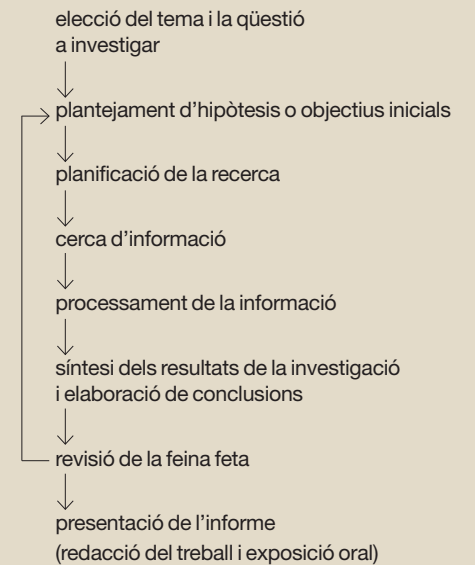 elecció del tema i la qüestió
a investigar
plantejament d’hipòtesis o objectius inicials
planificació de la recerca
cerca d’informació
processament de la informació
síntesi dels resultats de la investigació
i elaboració de conclusions
revisió de la feina feta
presentació de l’informe
(redacció del treball i exposició oral)